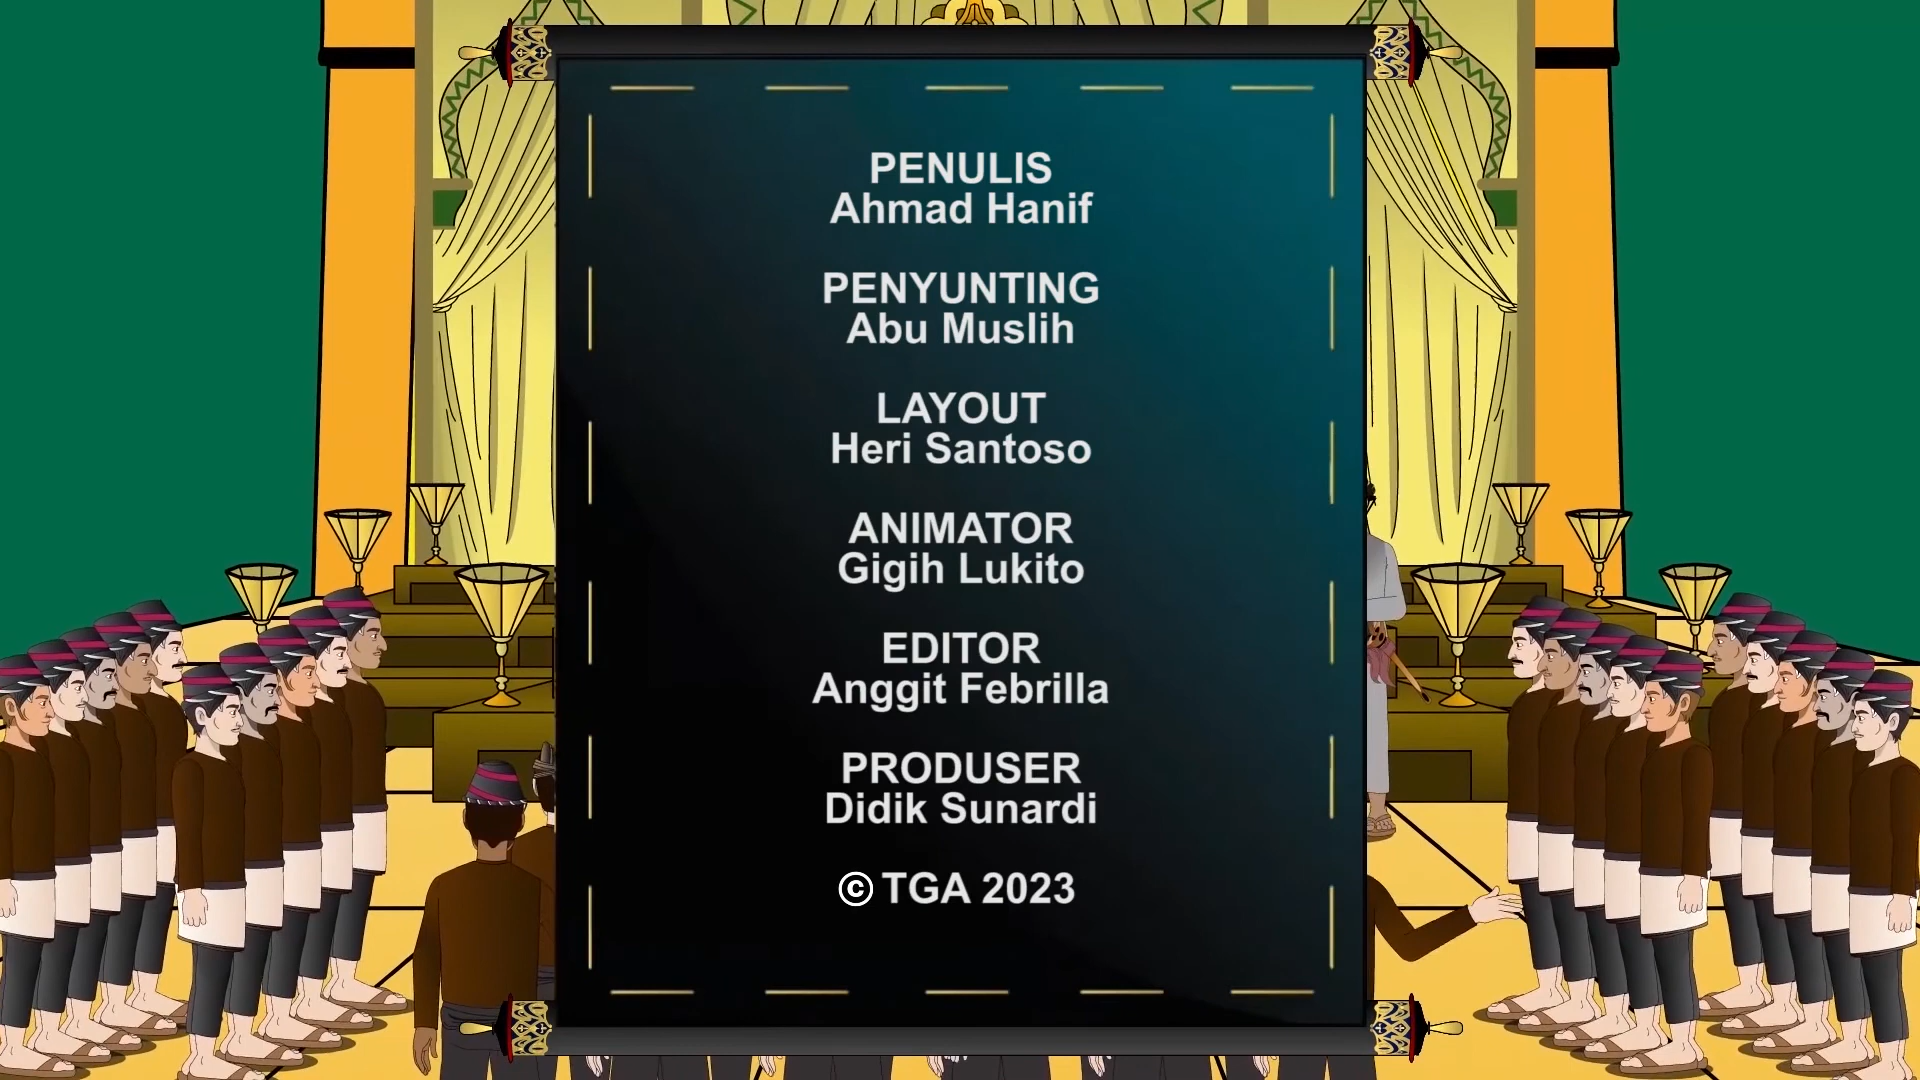 PENULIS
Ahmad Hanif
PENYUNTING
Abu Muslih
LAYOUT
Heri Santoso
ANIMATOR
Gigih Lukito
EDITOR
Anggit Febrilla
PRODUSER
Didik Sunardi
© TGA 2023